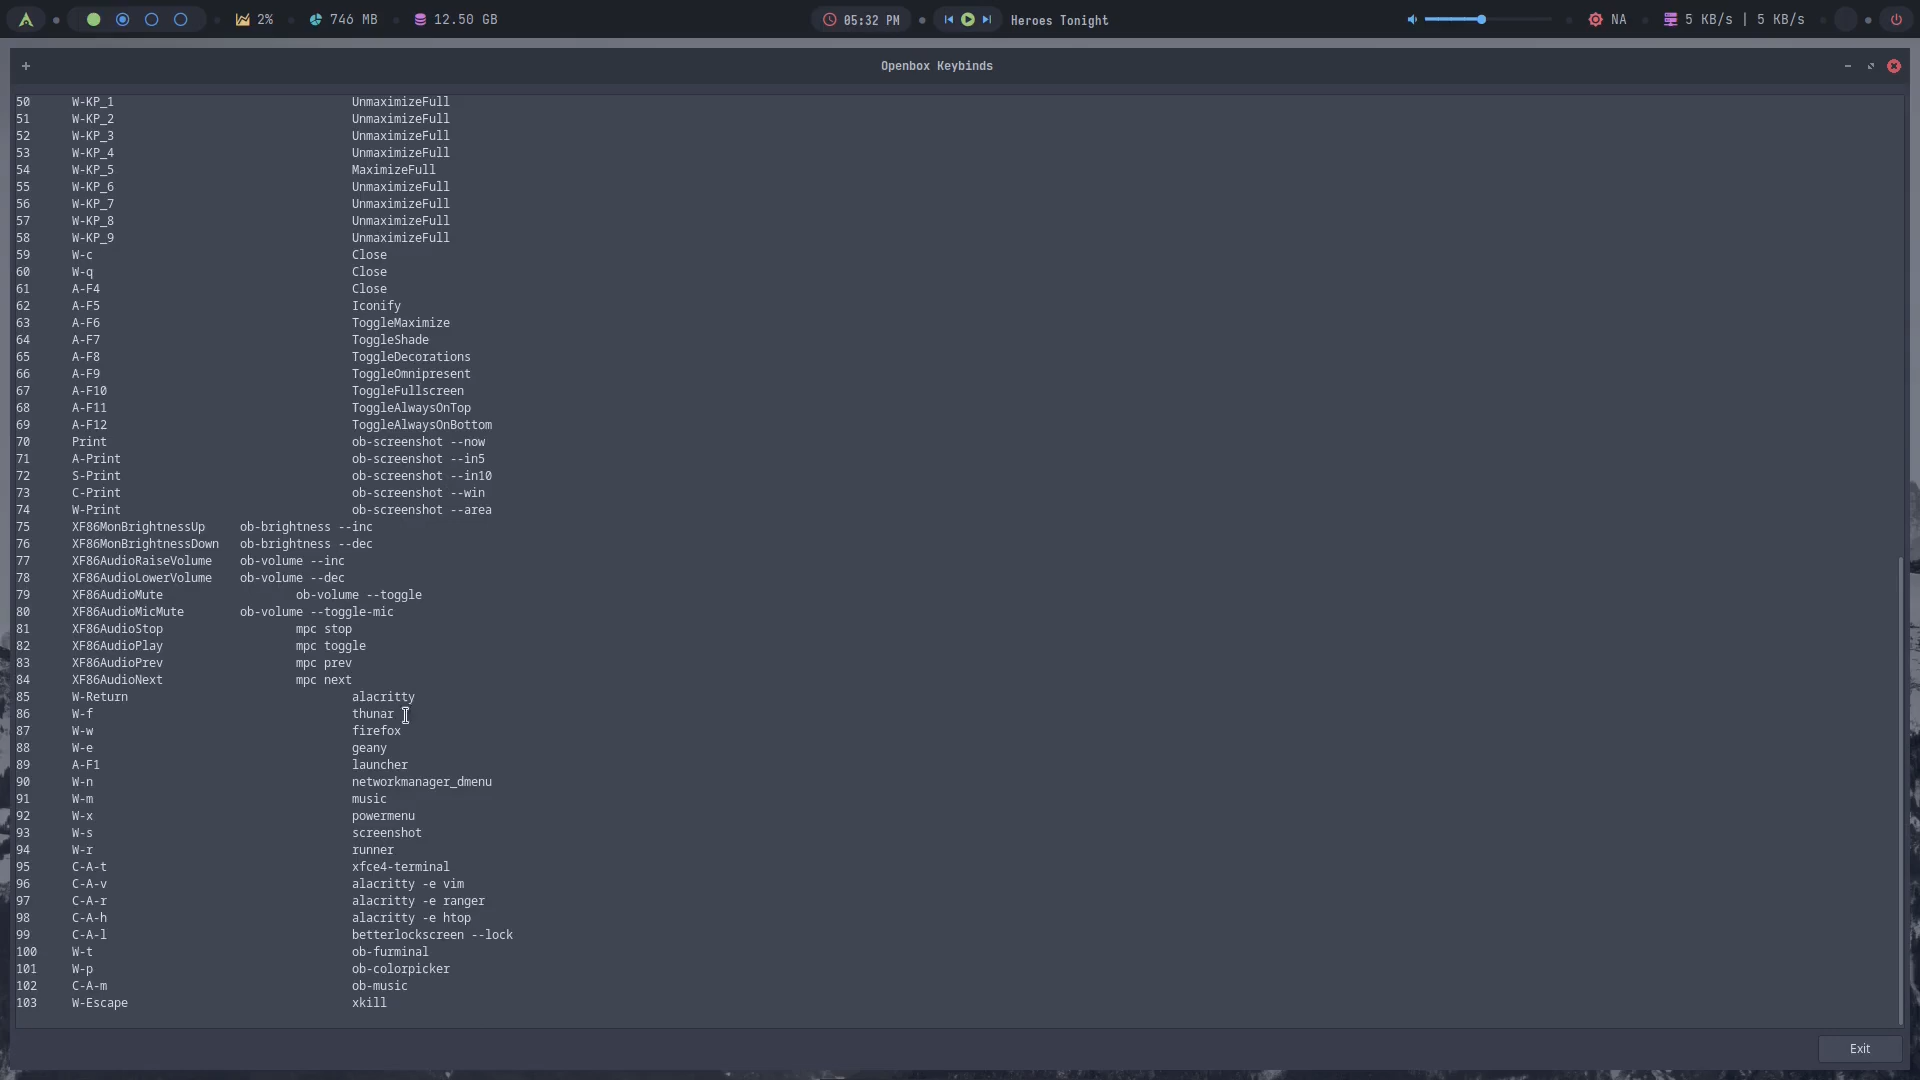 2% 746 MB 12.50 GB 05:32 PM Heroes Tonight NA 5 KB/s | 5 KB/s
Openbox Keybinds
50 W-KP_1 UnmaximizeFull
51 W-KP_2 UnmaximizeFull
52 W-KP_3 UnmaximizeFull
53 W-KP_4 UnmaximizeFull
54 W-KP_5 MaximizeFull
55 W-KP_6 UnmaximizeFull
56 W-KP_7 UnmaximizeFull
57 W-KP_8 UnmaximizeFull
58 W-KP_9 UnmaximizeFull
59 W-c Close
60 W-q Close
61 A-F4 Close
62 A-F5 Iconify
63 A-F6 ToggleMaximize
64 A-F7 ToggleShade
65 A-F8 ToggleDecorations
66 A-F9 ToggleOmnipresent
67 A-F10 ToggleFullscreen
68 A-F11 ToggleAlwaysOnTop
69 A-F12 ToggleAlwaysOnBottom
70 Print ob-screenshot --now
71 A-Print ob-screenshot --in5
72 S-Print ob-screenshot --in10
73 C-Print ob-screenshot --win
74 W-Print ob-screenshot --area
75 XF86MonBrightnessUp ob-brightness --inc
76 XF86MonBrightnessDown ob-brightness --dec
77 XF86AudioRaiseVolume ob-volume --inc
78 XF86AudioLowerVolume ob-volume --dec
79 XF86AudioMute ob-volume --toggle
80 XF86AudioMicMute ob-volume --toggle-mic
81 XF86AudioStop mpc stop
82 XF86AudioPlay mpc toggle
83 XF86AudioPrev mpc prev
84 XF86AudioNext mpc next
85 W-Return alacritty
86 W-f thunar
87 W-w firefox
88 W-e geany
89 A-F1 launcher
90 W-n networkmanager_dmenu
91 W-m music
92 W-x powermenu
93 W-s screenshot
94 W-r runner
95 C-A-t xfce4-terminal
96 C-A-v alacritty -e vim
97 C-A-r alacritty -e ranger
98 C-A-h alacritty -e htop
99 C-A-l betterlockscreen --lock
100 W-t ob-furminal
101 W-p ob-colorpicker
102 C-A-m ob-music
103 W-Escape xkill
Exit